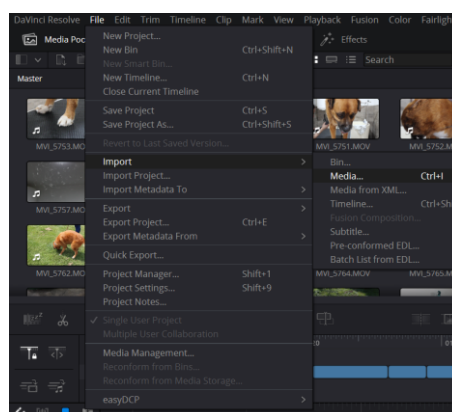 DaVinci Resolve File Edit Trim Timeline Clip Mark View Playback Fusion Color Fairligh
Media Poo
Effects
Search
Master
New Project...
New Bin Ctrl+Shift+N
New Smart Bin...
New Timeline... Ctrl+N
Close Current Timeline
Save Project Ctrl+S
Save Project As... Ctrl+Shift+S
Revert to Last Saved Version...
Import >
Import Project...
Import Metadata To >
Export >
Export Project... Ctrl+E
Export Metadata From >
Quick Export...
Project Manager... Shift+1
Project Settings... Shift+9
Project Notes...
✓ Single User Project
Multiple User Collaboration
Media Management...
Reconform from Bins...
Reconform from Media Storage...
easyDCP >
Bin...
Media... Ctrl+I
Media from XML...
Timeline... Ctrl+Sh
Fusion Composition...
Subtitle...
Pre-conformed EDL...
Batch List from EDL...
MVI_5753.MO
MVI_5751.MOV
MVI_5752.M
MVI_5757.MO
MVI_5762.MO
MVI_5764.MOV
MVI_5765.M